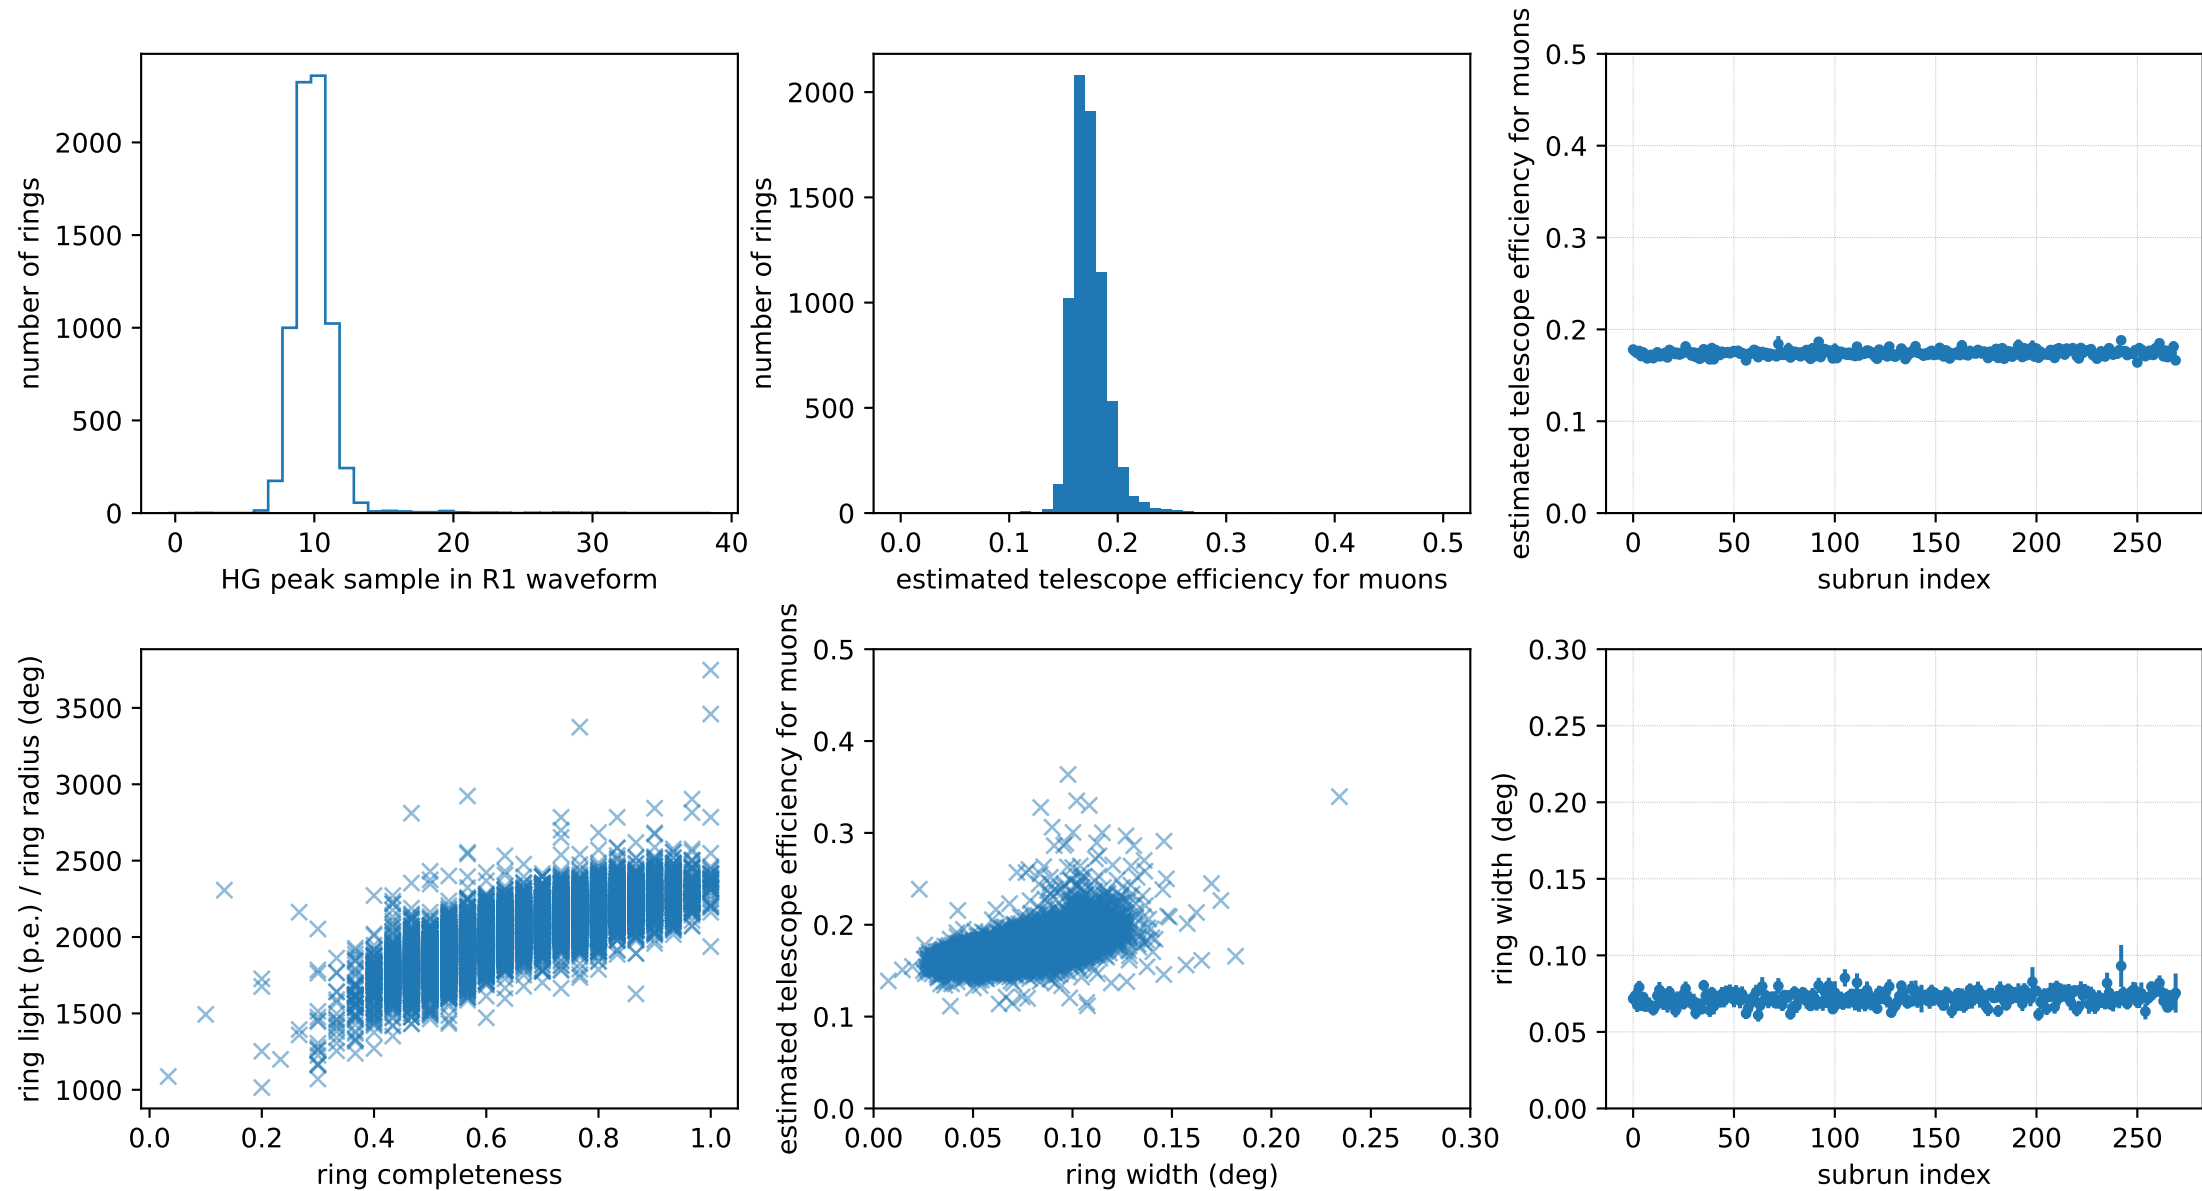 number of rings
2000
1500
1000
500
0
0 10 20 30 40
HG peak sample in R1 waveform
number of rings
2000
1500
1000
500
0
0.0 0.1 0.2 0.3 0.4 0.5
estimated telescope efficiency for muons
estimated telescope efficiency for muons
0.5
0.4
0.3
0.2
0.1
0.0
0 50 100 150 200 250
subrun index
ring light (p.e.) / ring radius (deg)
3500
3000
2500
2000
1500
1000
0.0 0.2 0.4 0.6 0.8 1.0
ring completeness
estimated telescope efficiency for muons
0.5
0.4
0.3
0.2
0.1
0.0
0.00 0.05 0.10 0.15 0.20 0.25 0.30
ring width (deg)
ring width (deg)
0.30
0.25
0.20
0.15
0.10
0.05
0.00
0 50 100 150 200 250
subrun index